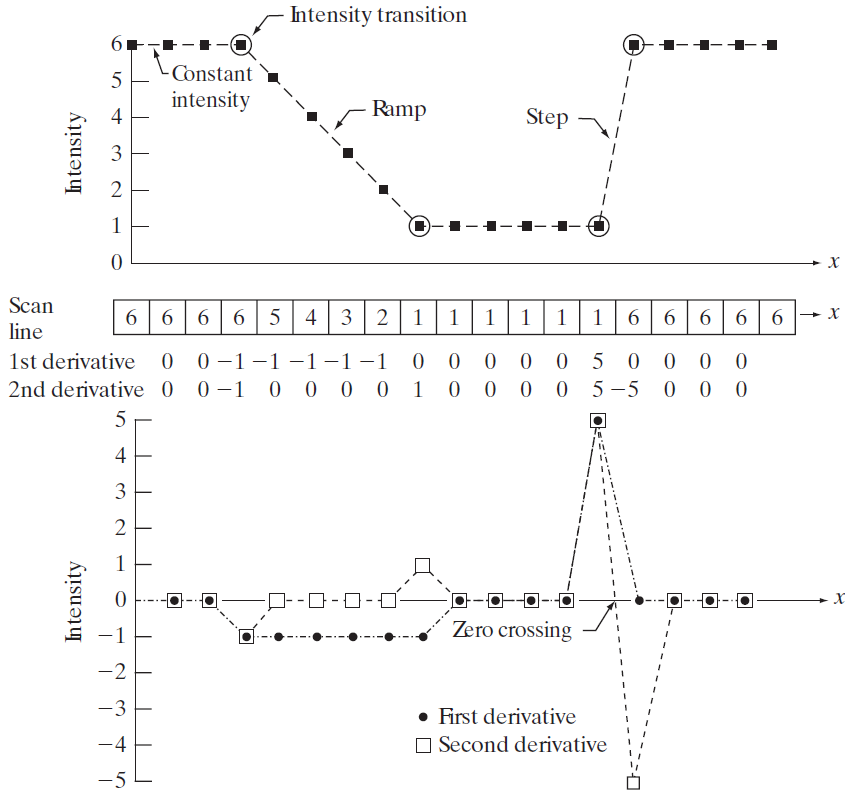 Intensity transition
6
Constant
intensity
5
4
Ramp
Step
3
2
1
0
x
Intensity
Scan
line
6 6 6 6 5 4 3 2 1 1 1 1 1 1 6 6 6 6 6
x
1st derivative 0 0 −1 −1 −1 −1 −1 0 0 0 0 0 5 0 0 0 0
2nd derivative 0 0 −1 0 0 0 0 1 0 0 0 0 5 −5 0 0 0
5
4
3
2
1
0
x
Zero crossing
−1
−2
−3
−4
−5
Intensity
First derivative
Second derivative